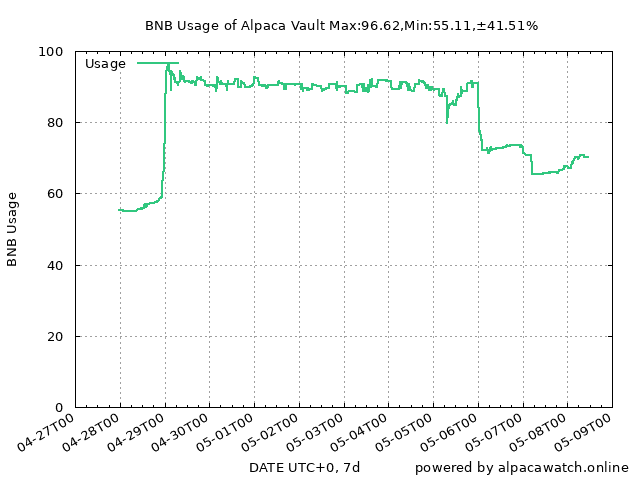 BNB Usage of Alpaca Vault Max:96.62,Min:55.11,±41.51%
Usage
100
80
60
40
20
0
BNB Usage
04-27T00
04-28T00
04-29T00
04-30T00
05-01T00
05-02T00
05-03T00
05-04T00
05-05T00
05-06T00
05-07T00
05-08T00
05-09T00
DATE UTC+0, 7d
powered by alpacawatch.online